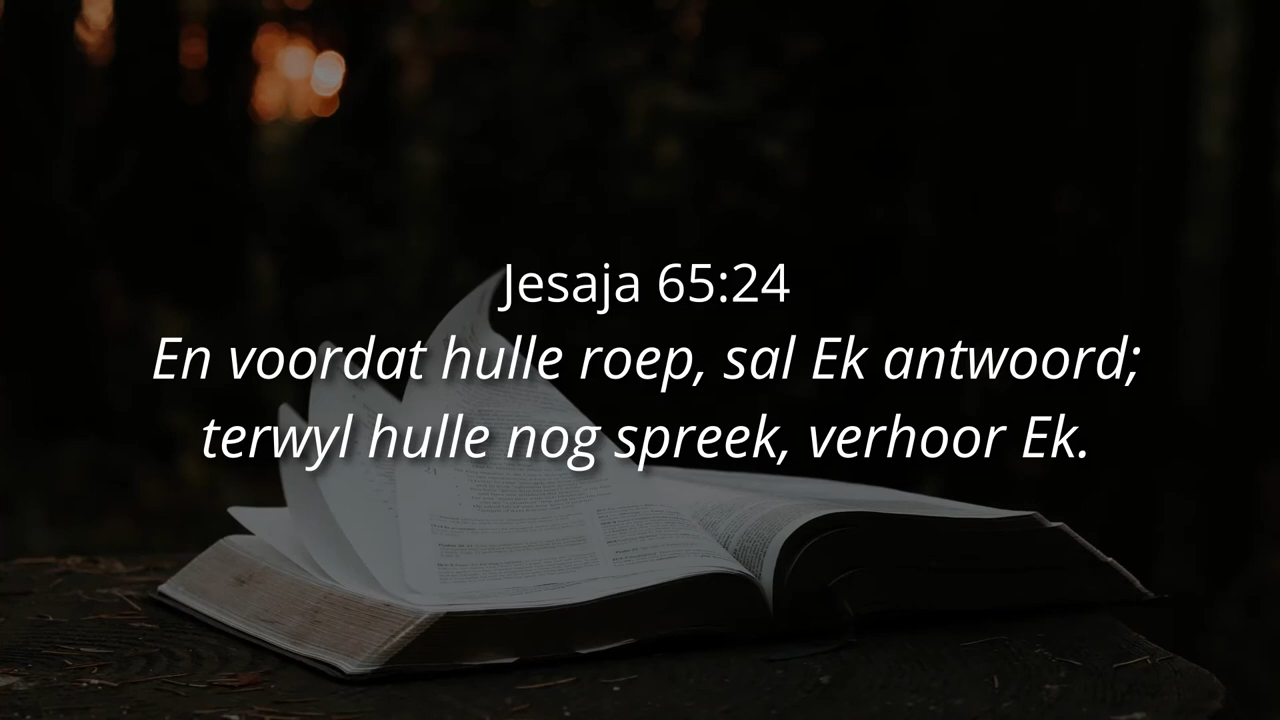 Jesaja 65:24
En voordat hulle roep, sal Ek antwoord;
terwyl hulle nog spreek, verhoor Ek.